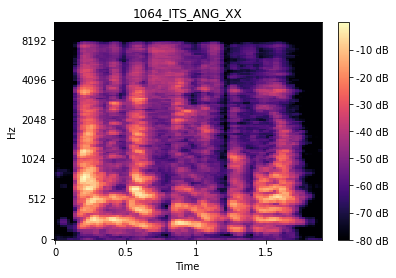 1064_ITS_ANG_XX
8192
4096
2048
1024
512
0
Hz
0
0.5
1
1.5
Time
-10 dB
-20 dB
-30 dB
-40 dB
-50 dB
-60 dB
-70 dB
-80 dB